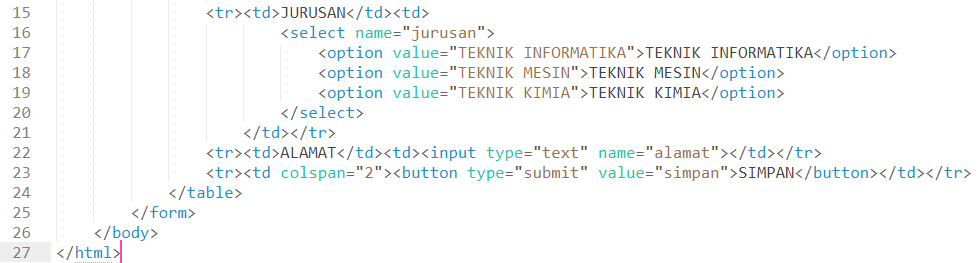 15 <tr><td>JURUSAN</td><td>
16 <select name="jurusan">
17 <option value="TEKNIK INFORMATIKA">TEKNIK INFORMATIKA</option>
18 <option value="TEKNIK MESIN">TEKNIK MESIN</option>
19 <option value="TEKNIK KIMIA">TEKNIK KIMIA</option>
20 </select>
21 </td></tr>
22 <tr><td>ALAMAT</td><td><input type="text" name="alamat"></td></tr>
23 <tr><td colspan="2"><button type="submit" value="simpan">SIMPAN</button></td></tr>
24 </table>
25 </form>
26 </body>
27 </html>